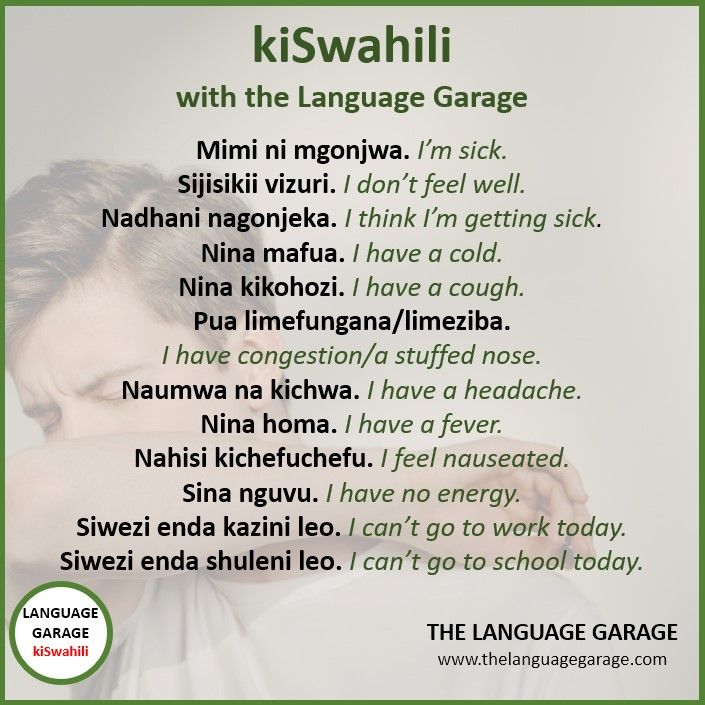 kiSwahili
with the Language Garage
Mimi ni mgonjwa. I'm sick.
Sijisikii vizuri. I don't feel well.
Nadhani nagonjeka. I think I'm getting sick.
Nina mafua. I have a cold.
Nina kikohozi. I have a cough.
Pua limefungana/limeziba.
I have congestion/a stuffed nose.
Naumwa na kichwa. I have a headache.
Nina homa. I have a fever.
Nahisi kichefuchefu. I feel nauseated.
Sina nguvu. I have no energy.
Siwezi enda kazini leo. I can't go to work today.
Siwezi enda shuleni leo. I can't go to school today.
LANGUAGE
GARAGE
kiSwahili
THE LANGUAGE GARAGE
www.thelanguagegarage.com